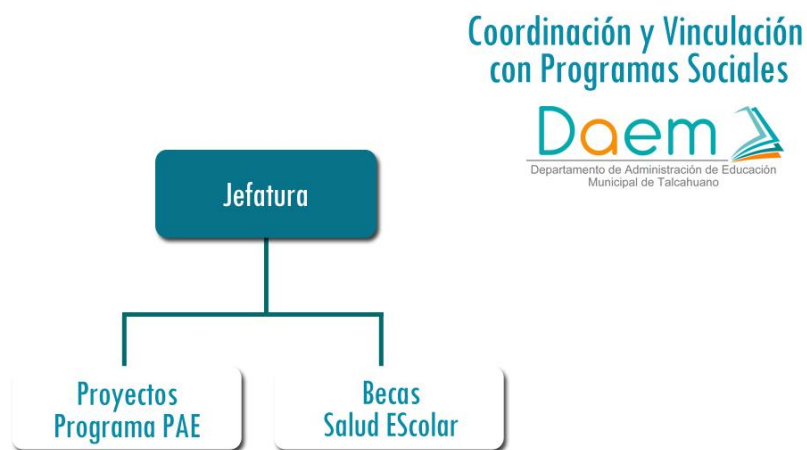 Coordinación y Vinculación
con Programas Sociales
Daem
Departamento de Administración de Educación
Municipal de Talcahuano
Jefatura
Proyectos
Programa PAE
Becas
Salud EScolar